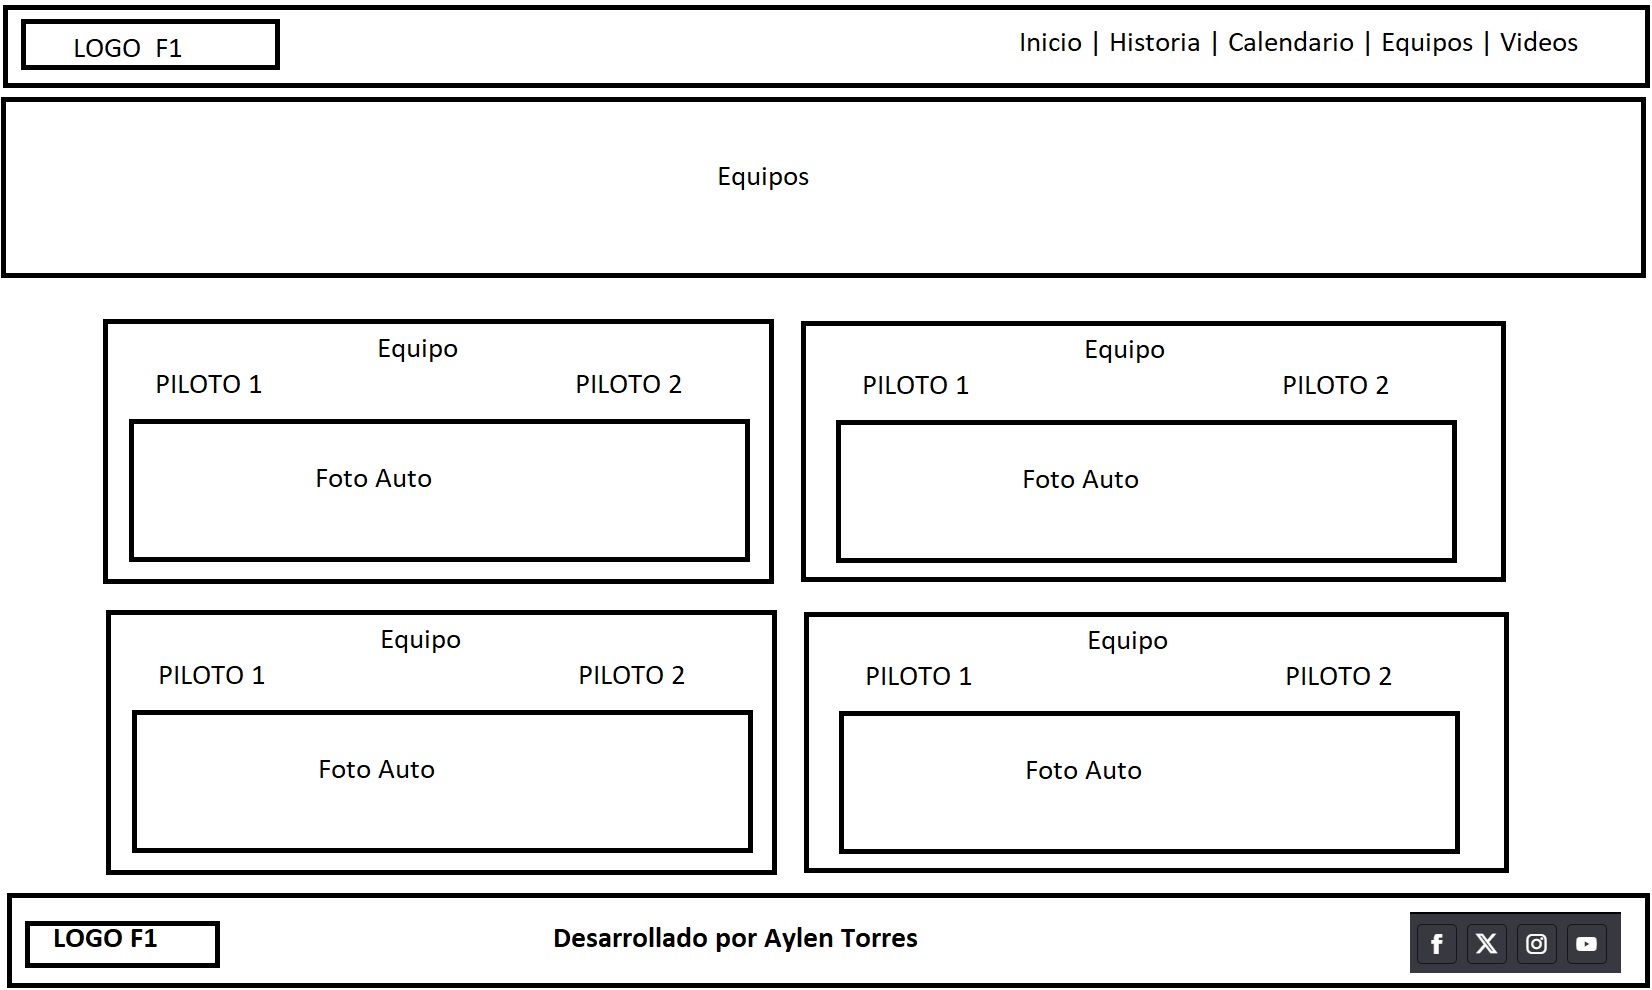 LOGO F1
Inicio | Historia | Calendario | Equipos | Videos
Equipos
Equipo
PILOTO 1 PILOTO 2
Foto Auto
Equipo
PILOTO 1 PILOTO 2
Foto Auto
Equipo
PILOTO 1 PILOTO 2
Foto Auto
Equipo
PILOTO 1 PILOTO 2
Foto Auto
LOGO F1
Desarrollado por Aylen Torres